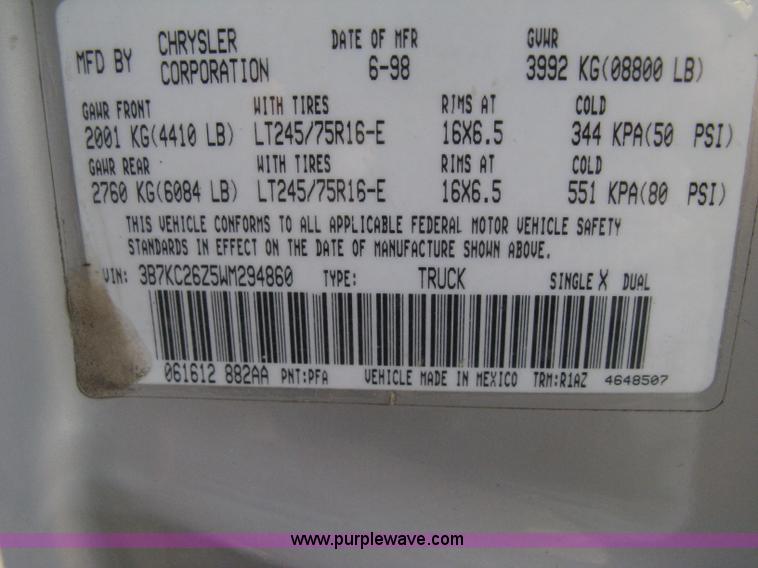 MFD BY CHRYSLER CORPORATION DATE OF MFR 6-98 GVWR 3992 KG(08800 LB)
GAWR FRONT WITH TIRES RIMS AT COLD
2001 KG(4410 LB) LT245/75R16-E 16X6.5 344 KPA(50 PSI)
GAWR REAR WITH TIRES RIMS AT COLD
2760 KG(6084 LB) LT245/75R16-E 16X6.5 551 KPA(80 PSI)
THIS VEHICLE CONFORMS TO ALL APPLICABLE FEDERAL MOTOR VEHICLE SAFETY
STANDARDS IN EFFECT ON THE DATE OF MANUFACTURE SHOWN ABOVE.
VIN: 3B7KC26Z5WM294860 TYPE: TRUCK SINGLE X DUAL
061612 882AA PNT:PFA VEHICLE MADE IN MEXICO TRM:R1AZ 4648507
www.purplewave.com